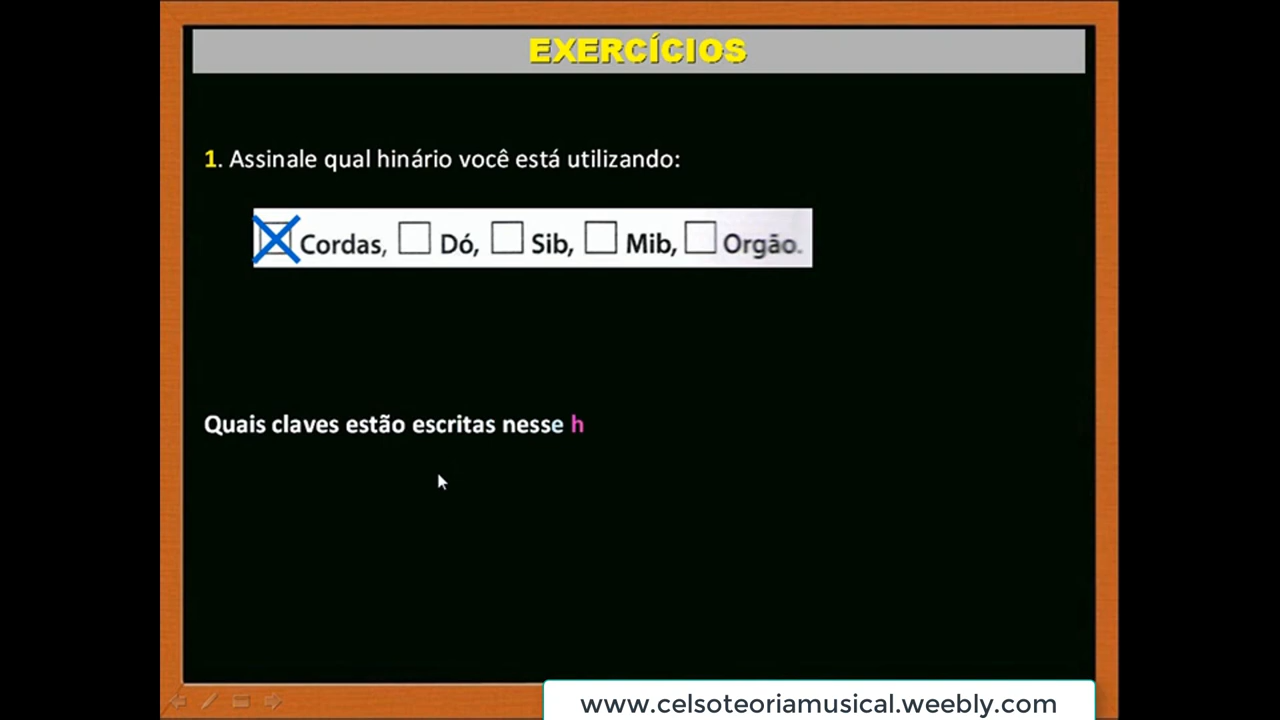 EXERCÍCIOS
1. Assinale qual hinário você está utilizando:
Cordas, Dó, Sib, Mib, Orgão.
Quais claves estão escritas nesse h
www.celsoteoriamusical.weebly.com